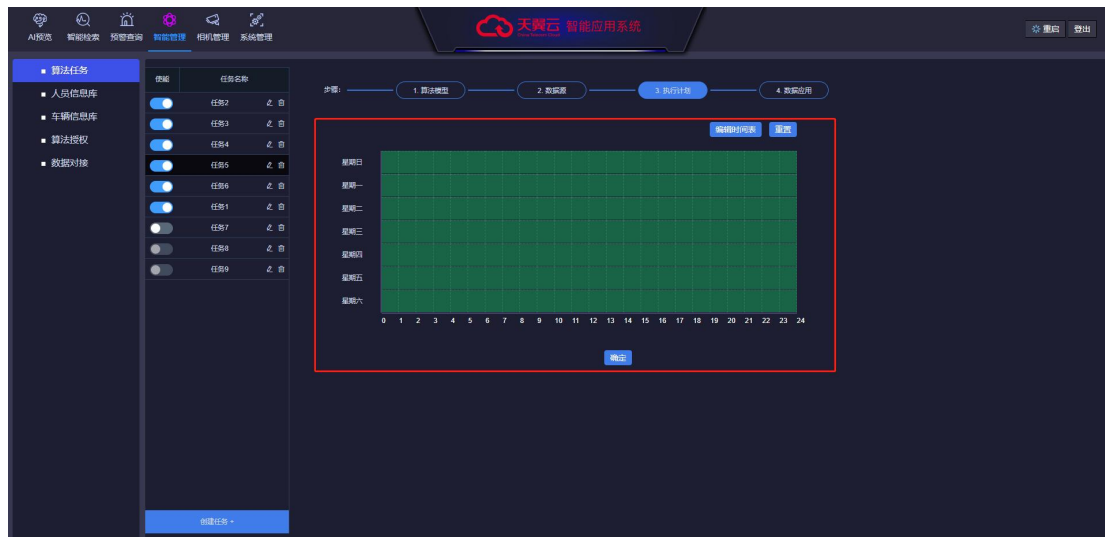 AI预览 智能检索 预警查询 智能管理 相机管理 系统管理
天翼云 智能应用系统
重启 登出
算法任务
人员信息库
车辆信息库
算法授权
数据对接
使能 任务名称
任务2
任务3
任务4
任务5
任务6
任务1
任务7
任务8
任务9
创建任务
步骤: 1. 算法模型 2. 数据源 3. 执行计划 4. 数据应用
编辑时间表 重置
星期日
星期一
星期二
星期三
星期四
星期五
星期六
0 1 2 3 4 5 6 7 8 9 10 11 12 13 14 15 16 17 18 19 20 21 22 23 24
确定